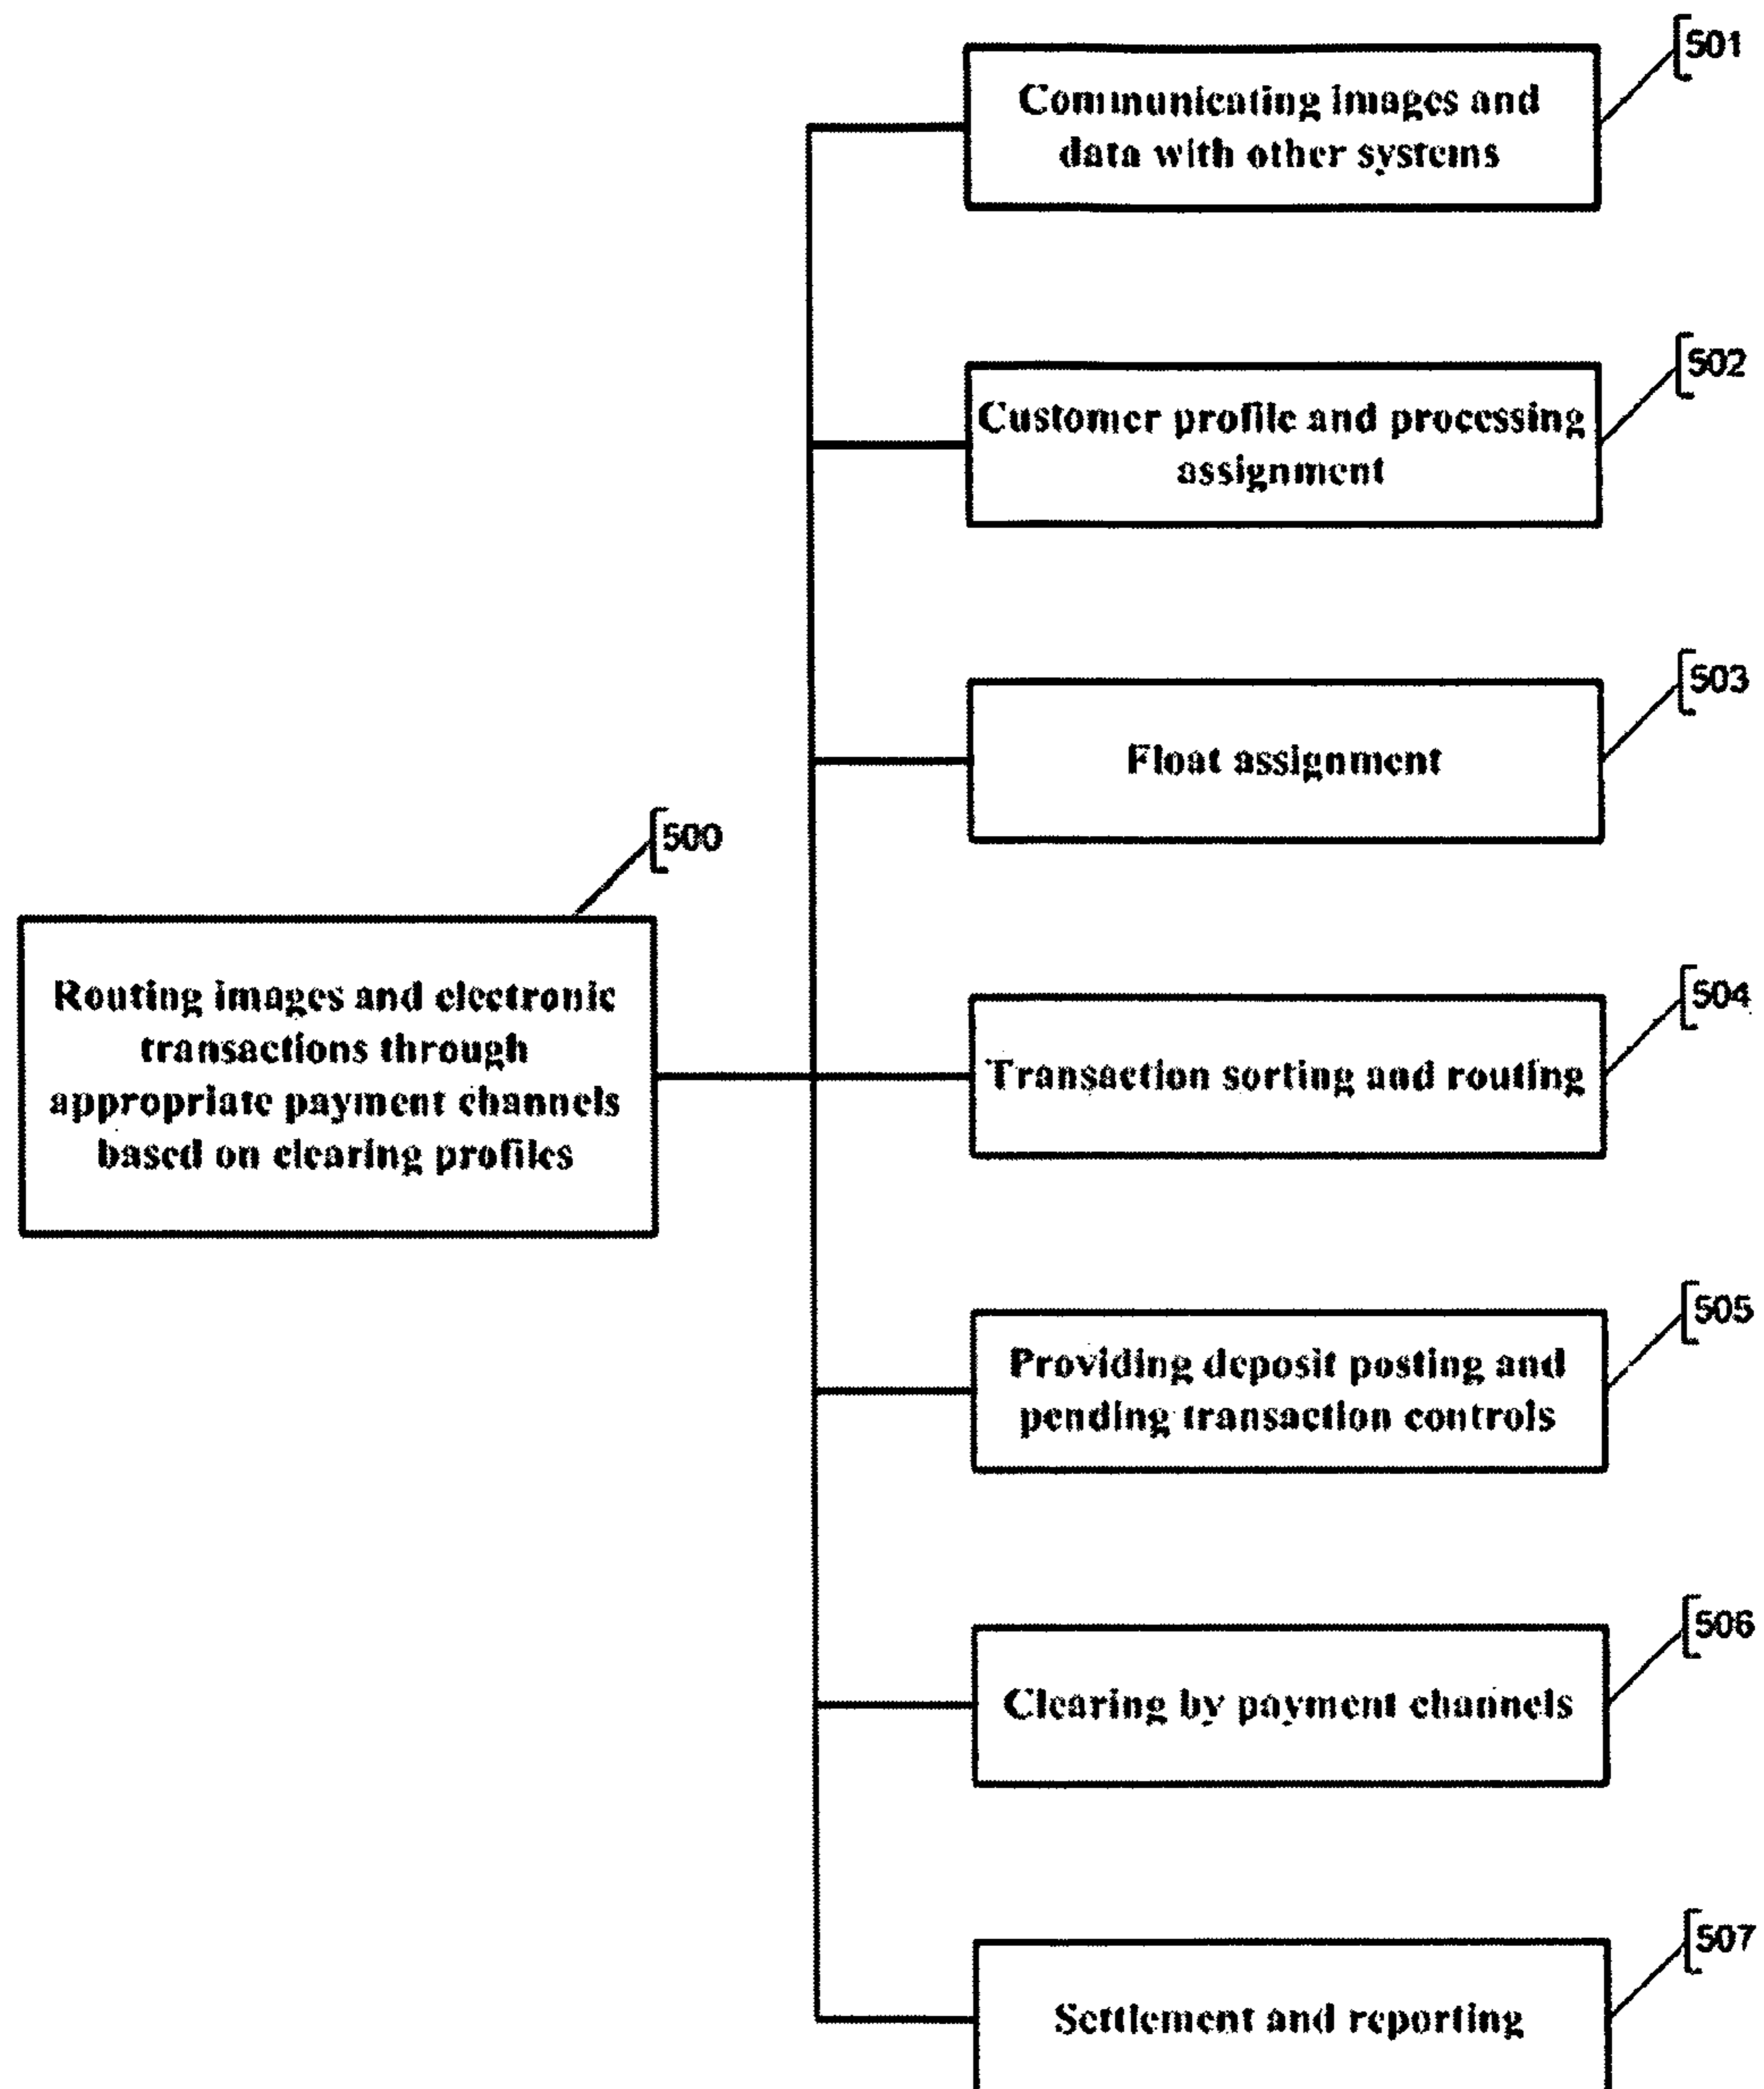 501
Communicating images and
data with other systems
502
Customer profile and processing
assignment
503
Float assignment
500
Routing images and electronic
transactions through
appropriate payment channels
based on clearing profiles
504
Transaction sorting and routing
505
Providing deposit posting and
pending transaction controls
506
Clearing by payment channels
507
Settlement and reporting